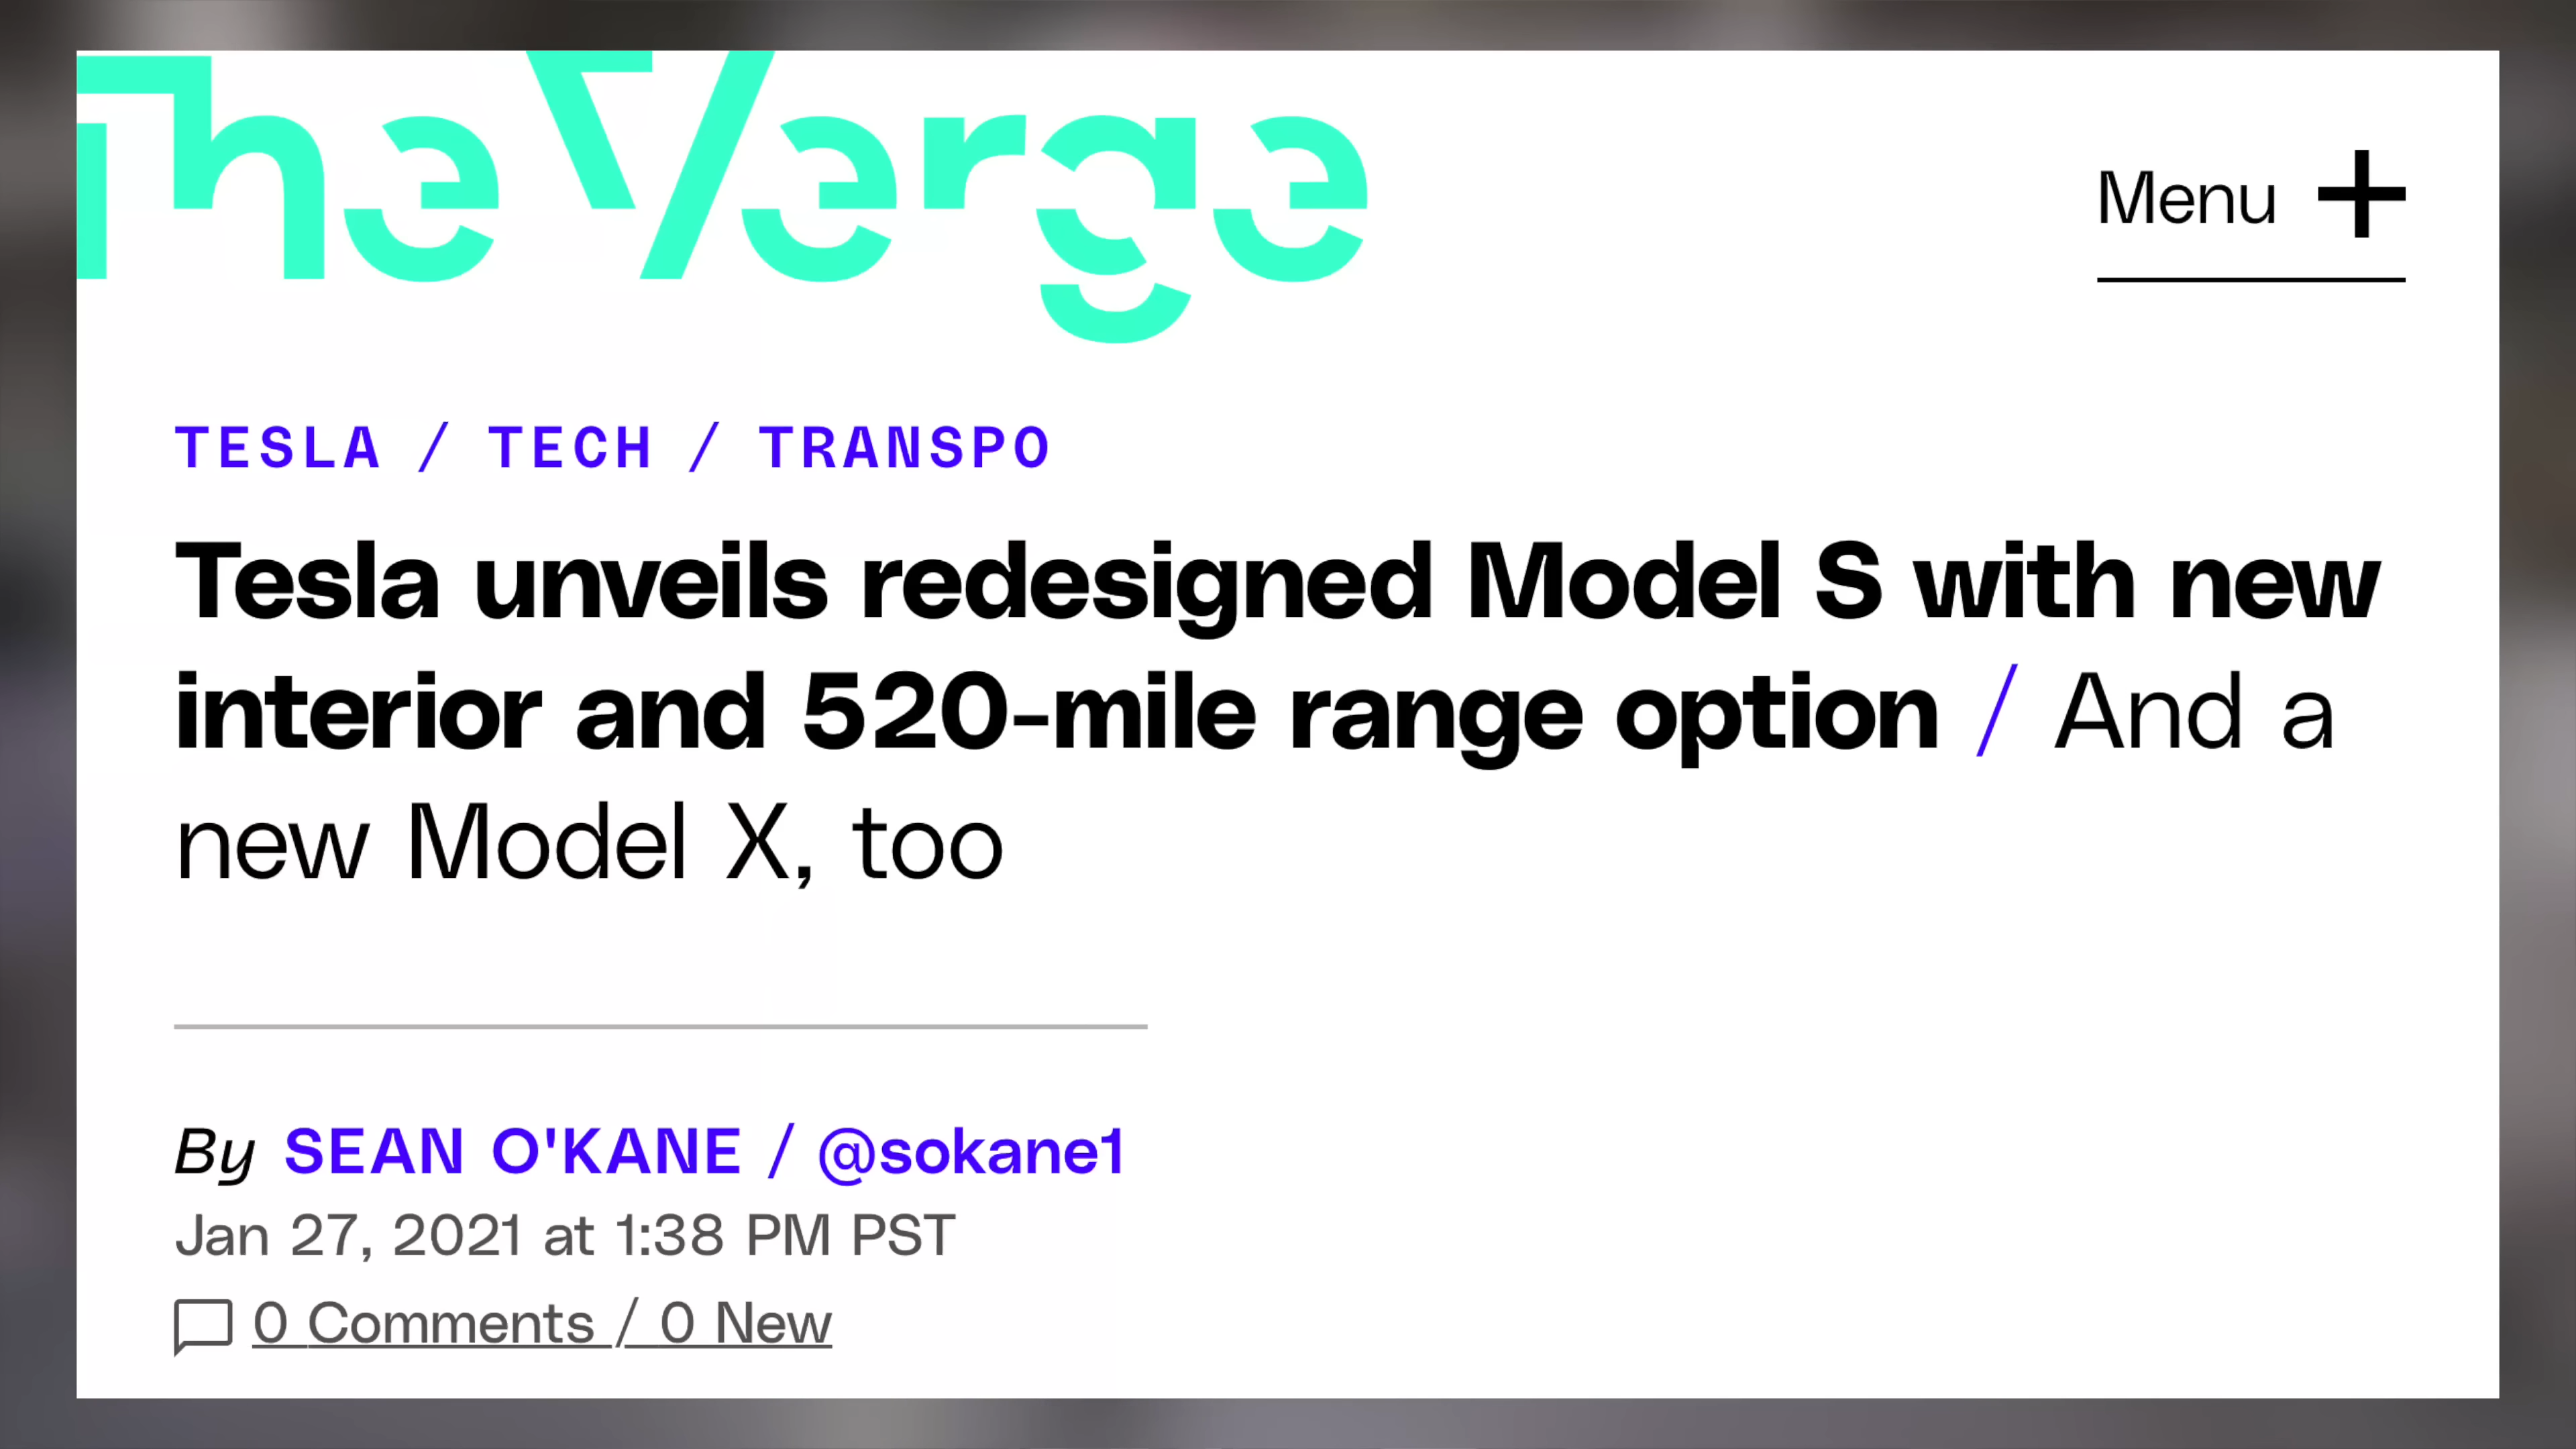 The Verge
Menu +
TESLA / TECH / TRANSPO
Tesla unveils redesigned Model S with new
interior and 520-mile range option / And a
new Model X, too
By SEAN O'KANE / @sokane1
Jan 27, 2021 at 1:38 PM PST
0 Comments / 0 New